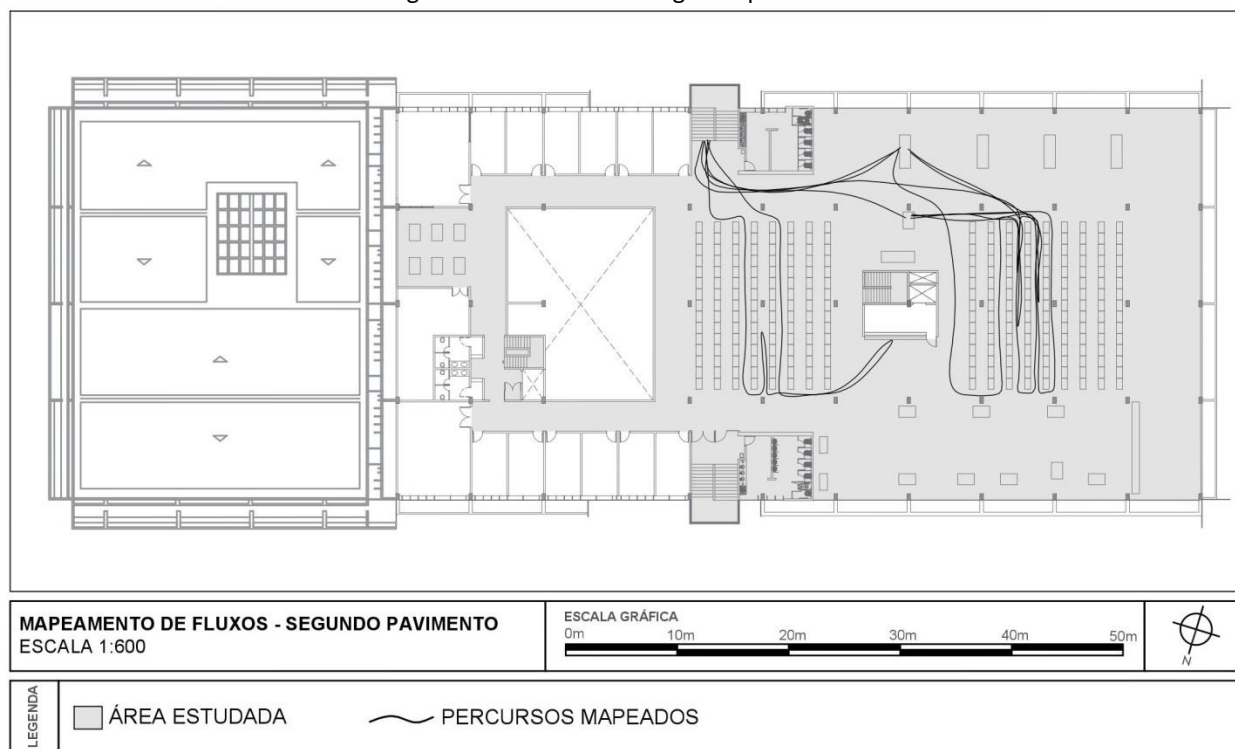 MAPEAMENTO DE FLUXOS - SEGUNDO PAVIMENTO
ESCALA 1:600
ESCALA GRÁFICA
0m 10m 20m 30m 40m 50m
N
LEGENDA
ÁREA ESTUDADA
PERCURSOS MAPEADOS